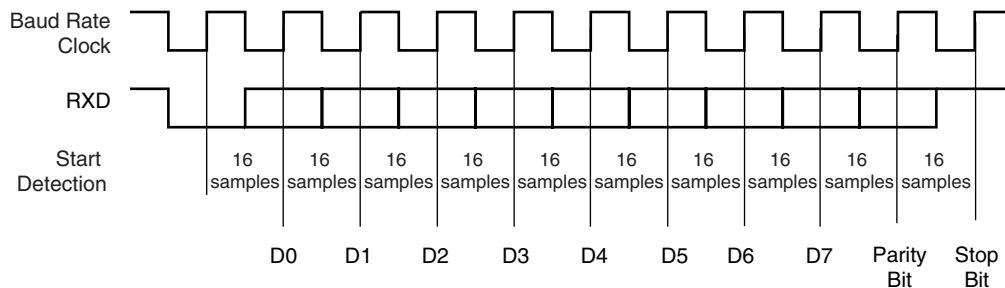 Baud Rate
Clock
RXD
Start
Detection
16 16 16 16 16 16 16 16 16 16
samples samples samples samples samples samples samples samples samples samples
D0 D1 D2 D3 D4 D5 D6 D7 Parity Stop
Bit Bit